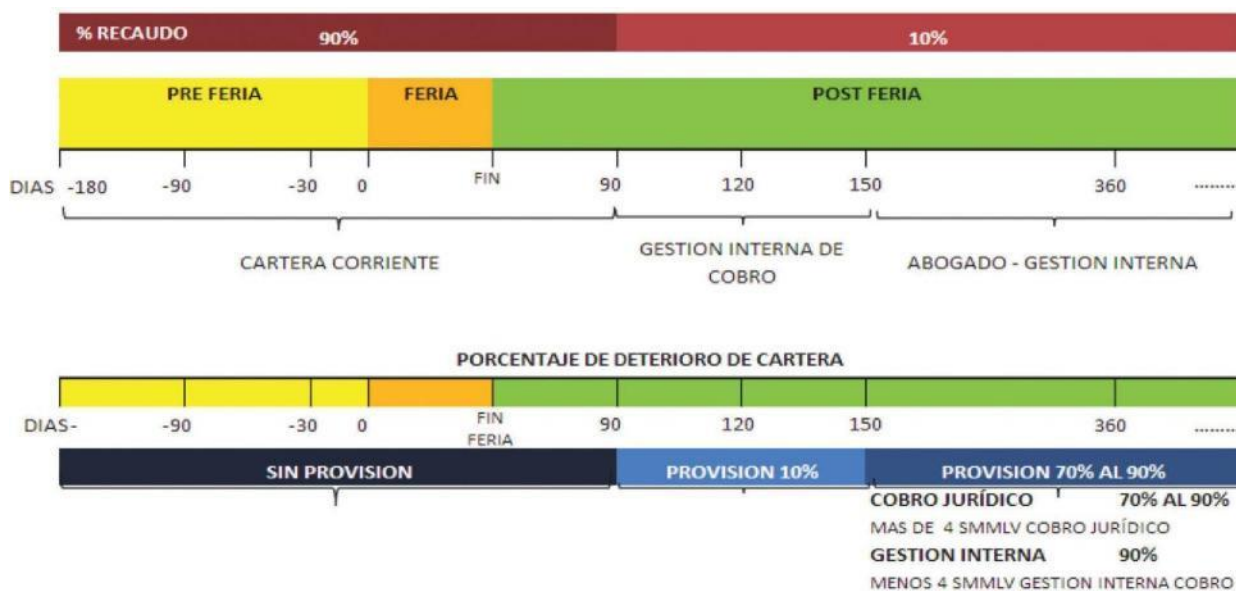 % RECAUDO 90% 10%
PRE FERIA FERIA POST FERIA
DIAS -180 -90 -30 0 FIN 90 120 150 360 ........
CARTERA CORRIENTE
GESTION INTERNA DE
COBRO
ABOGADO - GESTION INTERNA
PORCENTAJE DE DETERIORO DE CARTERA
DIAS- -90 -30 0 FIN
FERIA 90 120 150 360 ........
SIN PROVISION PROVISION 10% PROVISION 70% AL 90%
COBRO JURÍDICO 70% AL 90%
MAS DE 4 SMMLV COBRO JURÍDICO
GESTION INTERNA 90%
MENOS 4 SMMLV GESTION INTERNA COBRO